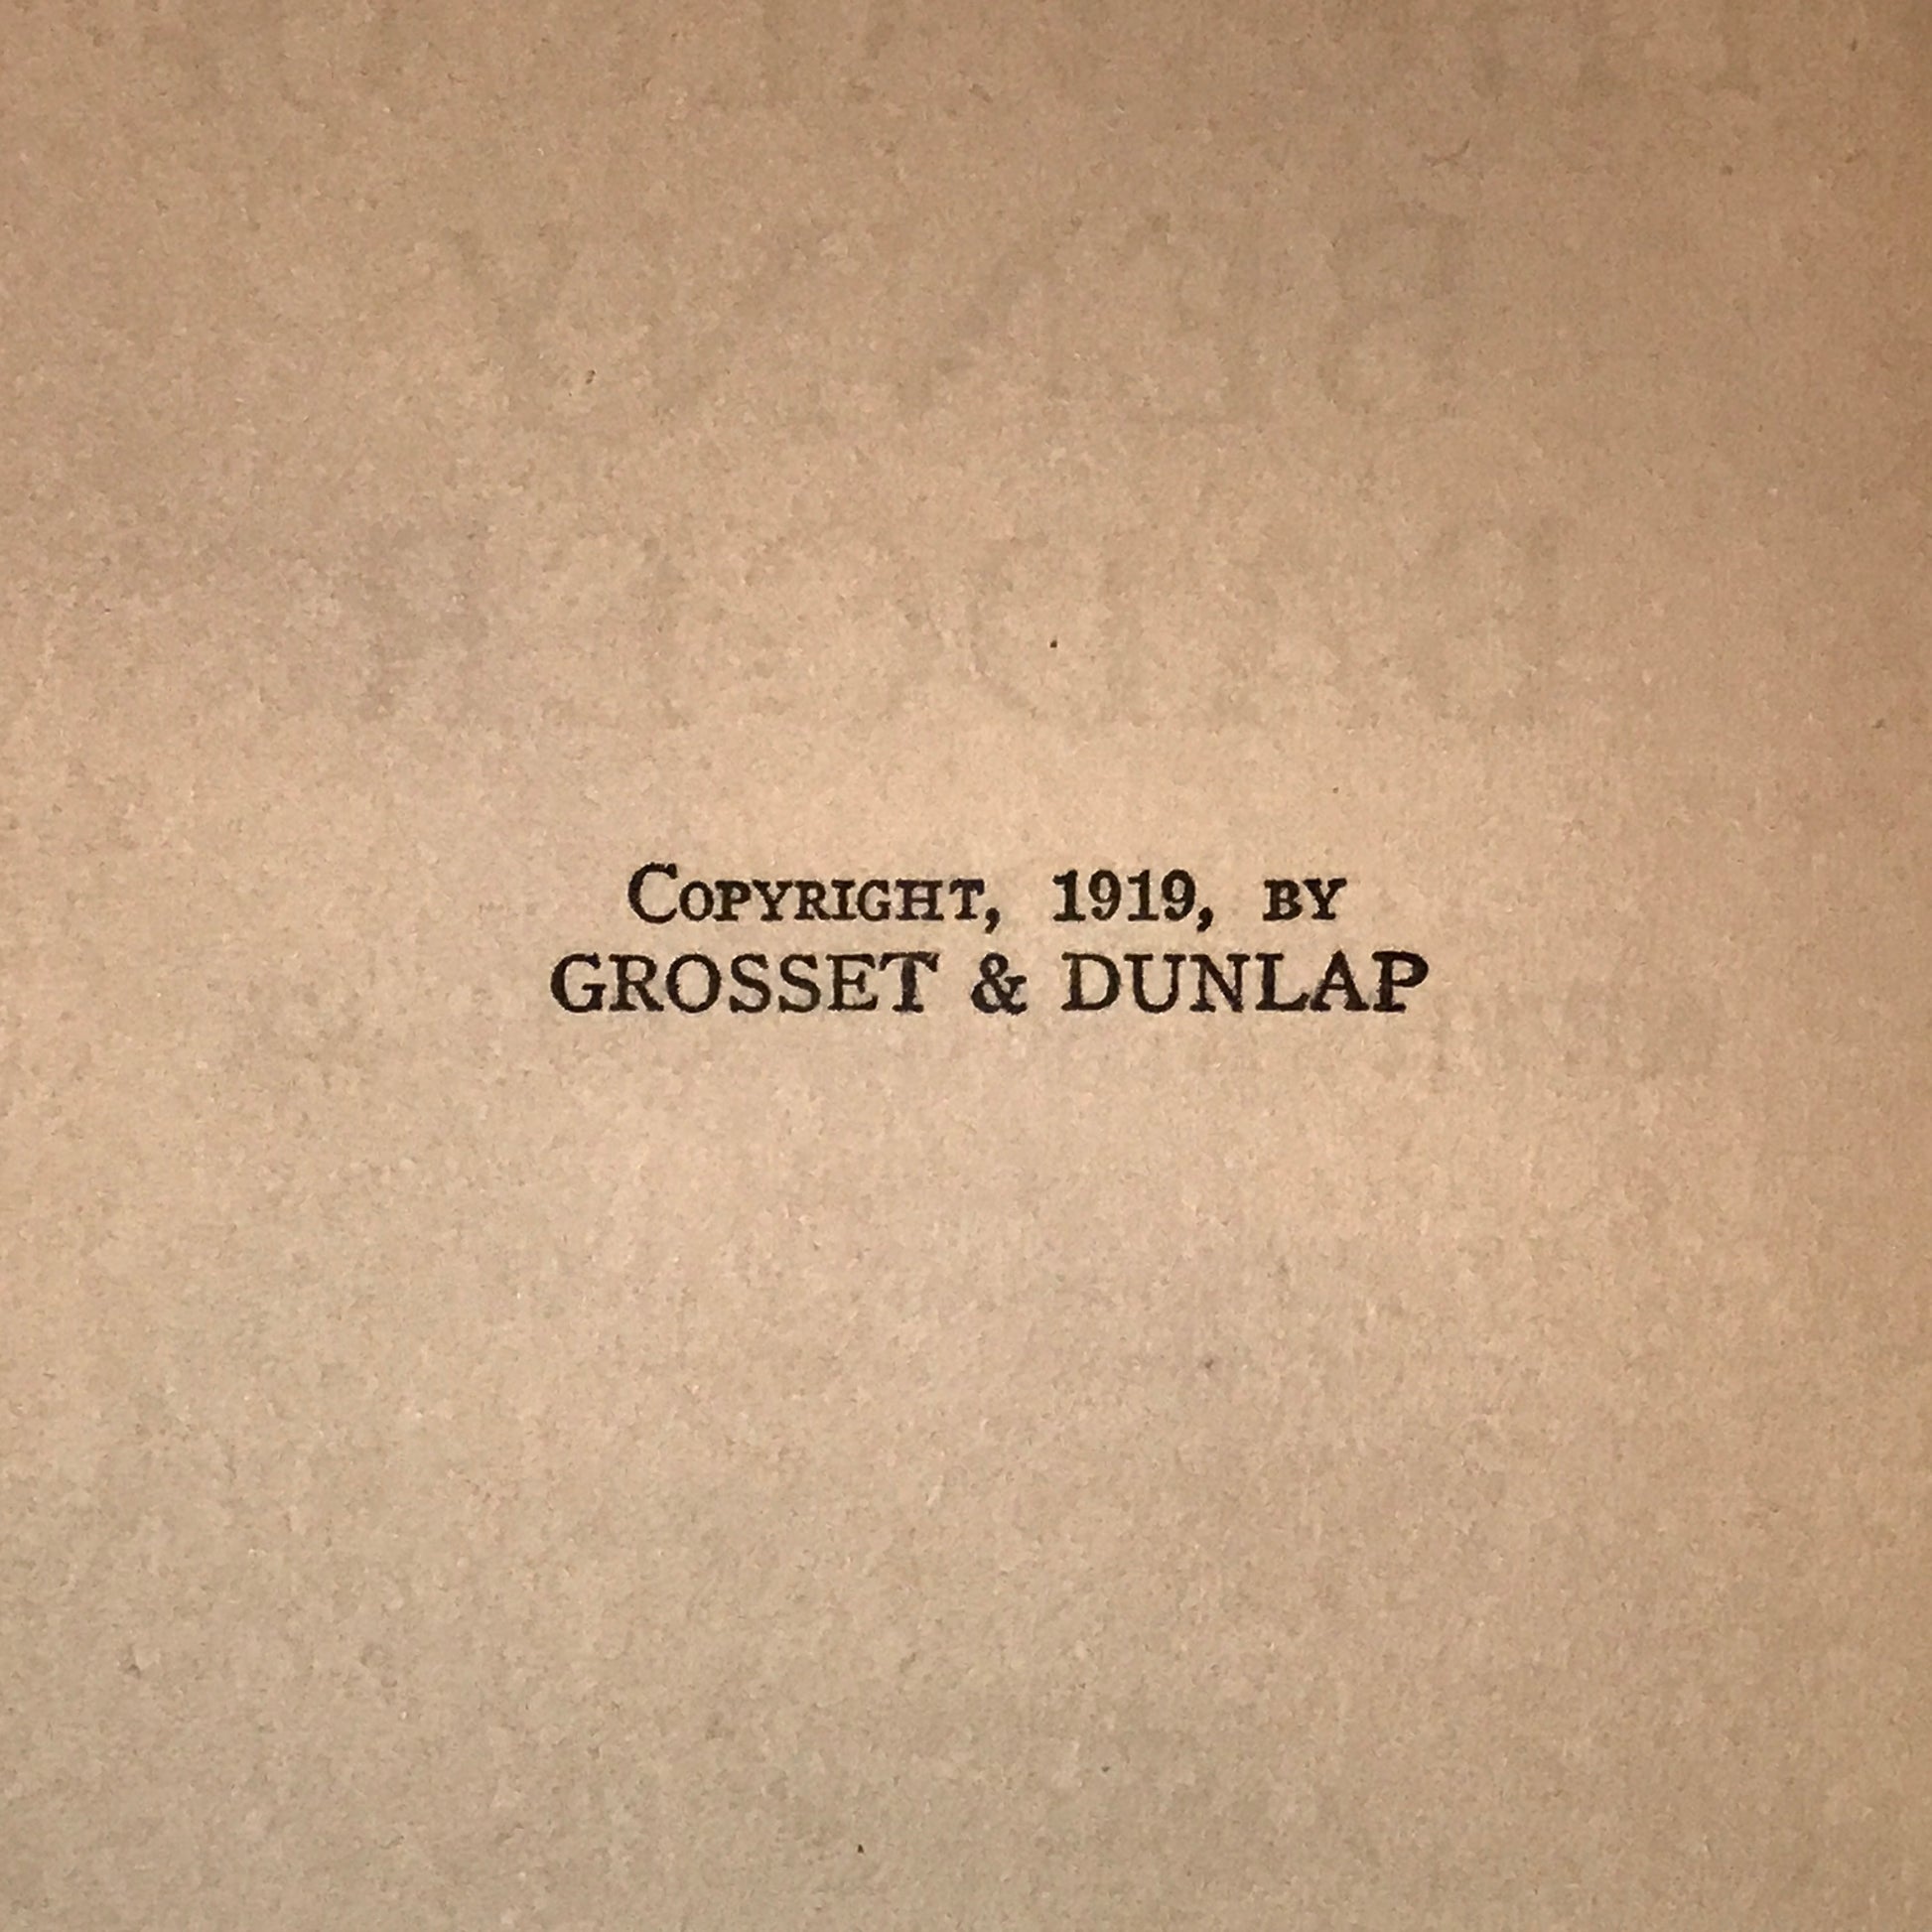 Copyright, 1919, by
GROSSET & DUNLAP